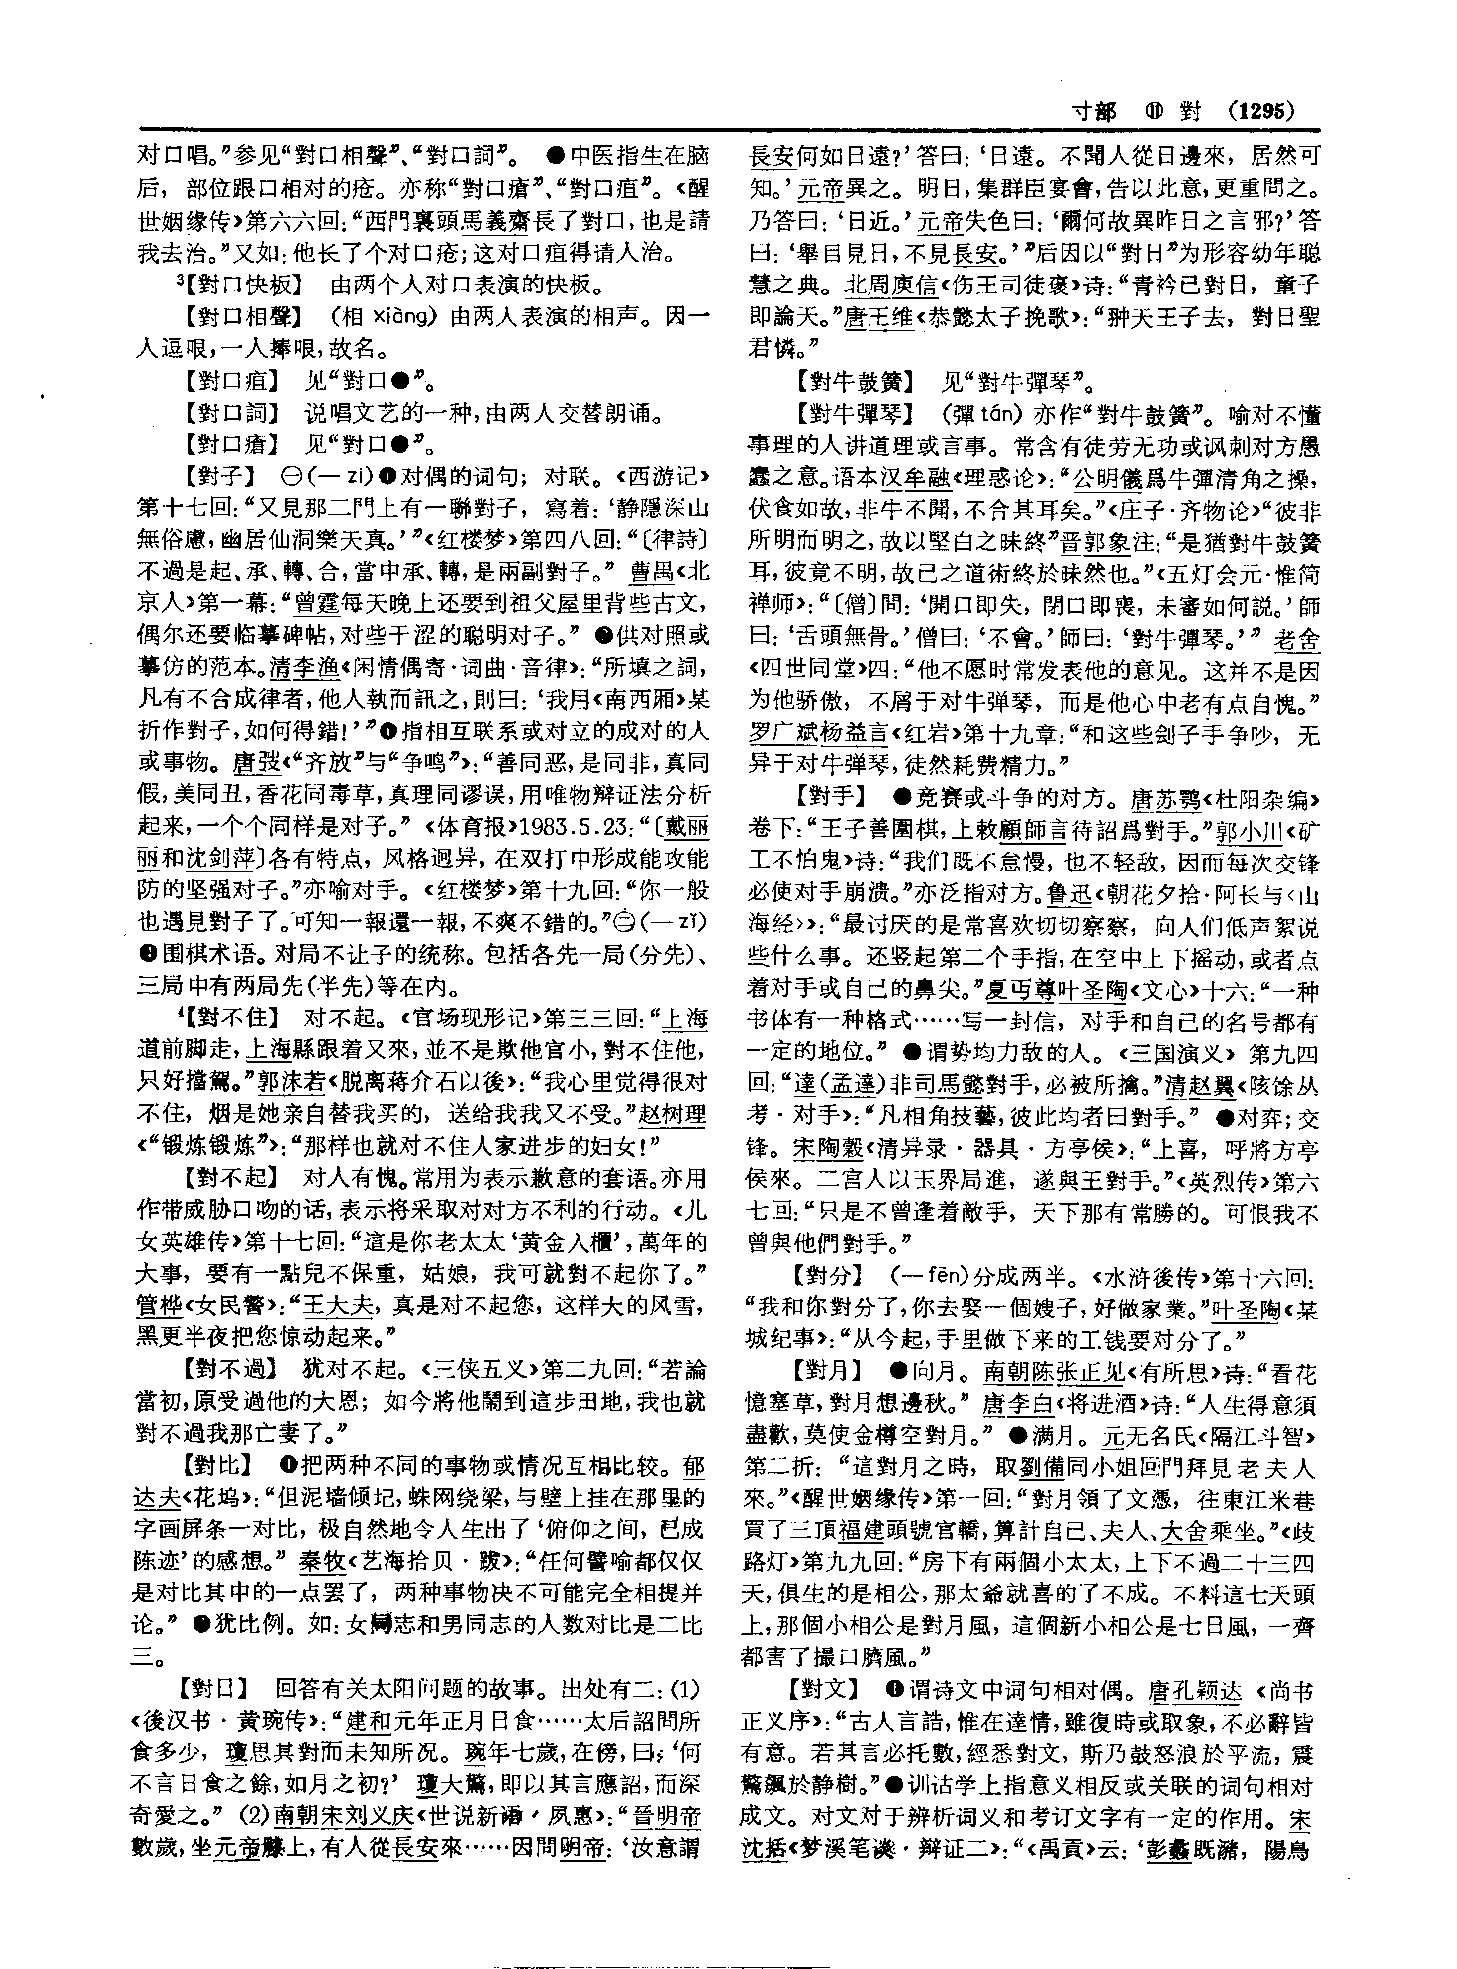 寸部 ⑪ 對 (1295)
对口唱。”参见“對口相聲”、“對口詞”。 ●中医指生在脑
后，部位跟口相对的疮。亦称“對口瘡”、“對口疽”。《醒
世姻缘传》第六六回：“西門裏頭馬義齋長了對口，也是請
我去治。”又如：他长了个对口疮；这对口疽得请人治。
³【對口快板】 由两个人对口表演的快板。
【對口相聲】 （相 xiàng）由两人表演的相声。因一
人逗哏，一人捧哏，故名。
【對口疽】 见“對口●”。
【對口詞】 说唱文艺的一种，由两人交替朗诵。
【對口瘡】 见“對口●”。
【對子】 ㊀（— zi）❶对偶的词句；对联。《西游记》
第十七回：“又見那二門上有一聯對子，寫着：‘静隱深山
無俗慮，幽居仙洞樂天真。’”《红楼梦》第四八回：“〔律詩〕
不過是起、承、轉、合，當中承、轉，是兩副對子。” 曹禺《北
京人》第一幕：“曾霆每天晚上还要到祖父屋里背些古文，
偶尔还要临摹碑帖，对些干涩的聪明对子。” ❷供对照或
摹仿的范本。清李渔《闲情偶寄·词曲·音律》：“所填之詞，
凡有不合成律者，他人執而訊之，則曰：‘我用《南西厢》某
折作對子，如何得錯！’”❸指相互联系或对立的成对的人
或事物。唐弢《“齐放”与“争鸣”》：“善同恶，是同非，真同
假，美同丑，香花同毒草，真理同谬误，用唯物辩证法分析
起来，一个个同样是对子。” 《体育报》1983.5.23：“〔戴丽
丽和沈剑萍〕各有特点，风格迥异，在双打中形成能攻能
防的坚强对子。”亦喻对手。《红楼梦》第十九回：“你一般
也遇見對子了。可知一報還一報，不爽不錯的。”㊁（— zǐ）
❶围棋术语。对局不让子的统称。包括各先一局（分先）、
三局中有两局先（半先）等在内。
⁴【對不住】 对不起。《官场现形记》第三三回：“上海
道前脚走，上海縣跟着又來，並不是欺他官小，對不住他，
只好擋駕。”郭沫若《脱离蒋介石以後》：“我心里觉得很对
不住，烟是她亲自替我买的，送给我我又不受。”赵树理
《“锻炼锻炼”》：“那样也就对不住人家进步的妇女！”
【對不起】 对人有愧。常用为表示歉意的套语。亦用
作带威胁口吻的话，表示将采取对对方不利的行动。《儿
女英雄传》第十七回：“這是你老太太‘黄金入櫃’，萬年的
大事，要有一點兒不保重，姑娘，我可就對不起你了。”
管桦《女民警》：“王大夫，真是对不起您，这样大的风雪，
黑更半夜把您惊动起来。”
【對不過】 犹对不起。《三侠五义》第二九回：“若論
當初，原受過他的大恩；如今將他鬧到這步田地，我也就
對不過我那亡妻了。”
【對比】 ❶把两种不同的事物或情况互相比较。郁
达夫《花坞》：“但泥墙倾圮，蛛网绕梁，与壁上挂在那里的
字画屏条一对比，极自然地令人生出了‘俯仰之间，已成
陈迹’的感想。” 秦牧《艺海拾贝·跋》：“任何譬喻都仅仅
是对比其中的一点罢了，两种事物决不可能完全相提并
论。” ●犹比例。如：女同志和男同志的人数对比是二比
三。
【對日】 回答有关太阳问题的故事。出处有二：（1）
《後汉书·黄琬传》：“建和元年正月日食……太后詔問所
食多少，瓊思其對而未知所況。琬年七歲，在傍，曰：‘何
不言日食之餘，如月之初？’瓊大驚，即以其言應詔，而深
奇愛之。”（2）南朝宋刘义庆《世说新語·夙惠》：“晉明帝
數歲，坐元帝膝上，有人從長安來……因問明帝：‘汝意謂
長安何如日遠？’答曰：‘日遠。不聞人從日邊來，居然可
知。’元帝異之。明日，集群臣宴會，告以此意，更重問之。
乃答曰：‘日近。’元帝失色曰：‘爾何故異昨日之言邪？’答
曰：‘舉目見日，不見長安。’”后因以“對日”为形容幼年聪
慧之典。北周庾信《伤王司徒褒》诗：“青衿已對日，童子
即論天。”唐王维《恭懿太子挽歌》：“翀天王子去，對日聖
君憐。”
【對牛鼓簧】 见“對牛彈琴”。
【對牛彈琴】 （彈 tán）亦作“對牛鼓簧”。喻对不懂
事理的人讲道理或言事。常含有徒劳无功或讽刺对方愚
蠢之意。语本汉牟融《理惑论》：“公明儀爲牛彈清角之操，
伏食如故，非牛不聞，不合其耳矣。”《庄子·齐物论》“彼非
所明而明之，故以堅白之昧終”晋郭象注：“是猶對牛鼓簧
耳，彼竟不明，故已之道術終於昧然也。”《五灯会元·惟简
禅师》：“〔僧〕問：‘開口即失，閉口即喪，未審如何説。’師
曰：‘舌頭無骨。’僧曰：‘不會。’師曰：‘對牛彈琴。’” 老舍
《四世同堂》四：“他不愿时常发表他的意见。这并不是因
为他骄傲，不屑于对牛弹琴，而是他心中老有点自愧。”
罗广斌杨益言《红岩》第十九章：“和这些刽子手争吵，无
异于对牛弹琴，徒然耗费精力。”
【對手】 ●竞赛或斗争的对方。唐苏鹗《杜阳杂编》
卷下：“王子善圍棋，上敕顧師言待詔爲對手。”郭小川《矿
工不怕鬼》诗：“我们既不怠慢，也不轻敌，因而每次交锋
必使对手崩溃。”亦泛指对方。鲁迅《朝花夕拾·阿长与〈山
海经〉》：“最讨厌的是常喜欢切切察察，向人们低声絮说
些什么事。还竖起第二个手指，在空中上下摇动，或者点
着对手或自己的鼻尖。”夏丏尊叶圣陶《文心》十六：“一种
书体有一种格式……写一封信，对手和自己的名号都有
一定的地位。” ●谓势均力敌的人。《三国演义》第九四
回：“達（孟達）非司馬懿對手，必被所擒。”清赵翼《陔馀丛
考·对手》：“凡相角技藝，彼此均者曰對手。” ●对弈；交
锋。宋陶穀《清异录·器具·方亭侯》：“上喜，呼將方亭
侯來。二宫人以玉界局進，遂與王對手。”《英烈传》第六
七回：“只是不曾逢着敵手，天下那有常勝的。可恨我不
曾與他們對手。”
【對分】 （— fēn）分成两半。《水浒後传》第十六回：
“我和你對分了，你去娶一個嫂子，好做家業。”叶圣陶《某
城纪事》：“从今起，手里做下来的工钱要对分了。”
【對月】 ●向月。南朝陈张正见《有所思》诗：“看花
憶塞草，對月想邊秋。” 唐李白《将进酒》诗：“人生得意須
盡歡，莫使金樽空對月。” ●满月。元无名氏《隔江斗智》
第二折：“這對月之時，取劉備同小姐回門拜見老夫人
來。”《醒世姻缘传》第一回：“對月領了文憑，往東江米巷
買了三頂福建頭號官轎，算計自己、夫人、大舍乘坐。”《歧
路灯》第九九回：“房下有兩個小太太，上下不過二十三四
天，俱生的是相公，那太爺就喜的了不成。不料這七天頭
上，那個小相公是對月風，這個新小相公是七日風，一齊
都害了撮口臍風。”
【對文】 ❶谓诗文中词句相对偶。唐孔颖达《尚书
正义序》：“古人言誥，惟在達情，雖復時或取象，不必辭皆
有意。若其言必托數，經悉對文，斯乃鼓怒浪於平流，震
驚飆於静樹。”●训诂学上指意义相反或关联的词句相对
成文。对文对于辨析词义和考订文字有一定的作用。宋
沈括《梦溪笔谈·辩证二》：“《禹貢》云：‘彭蠡既瀦，陽鳥